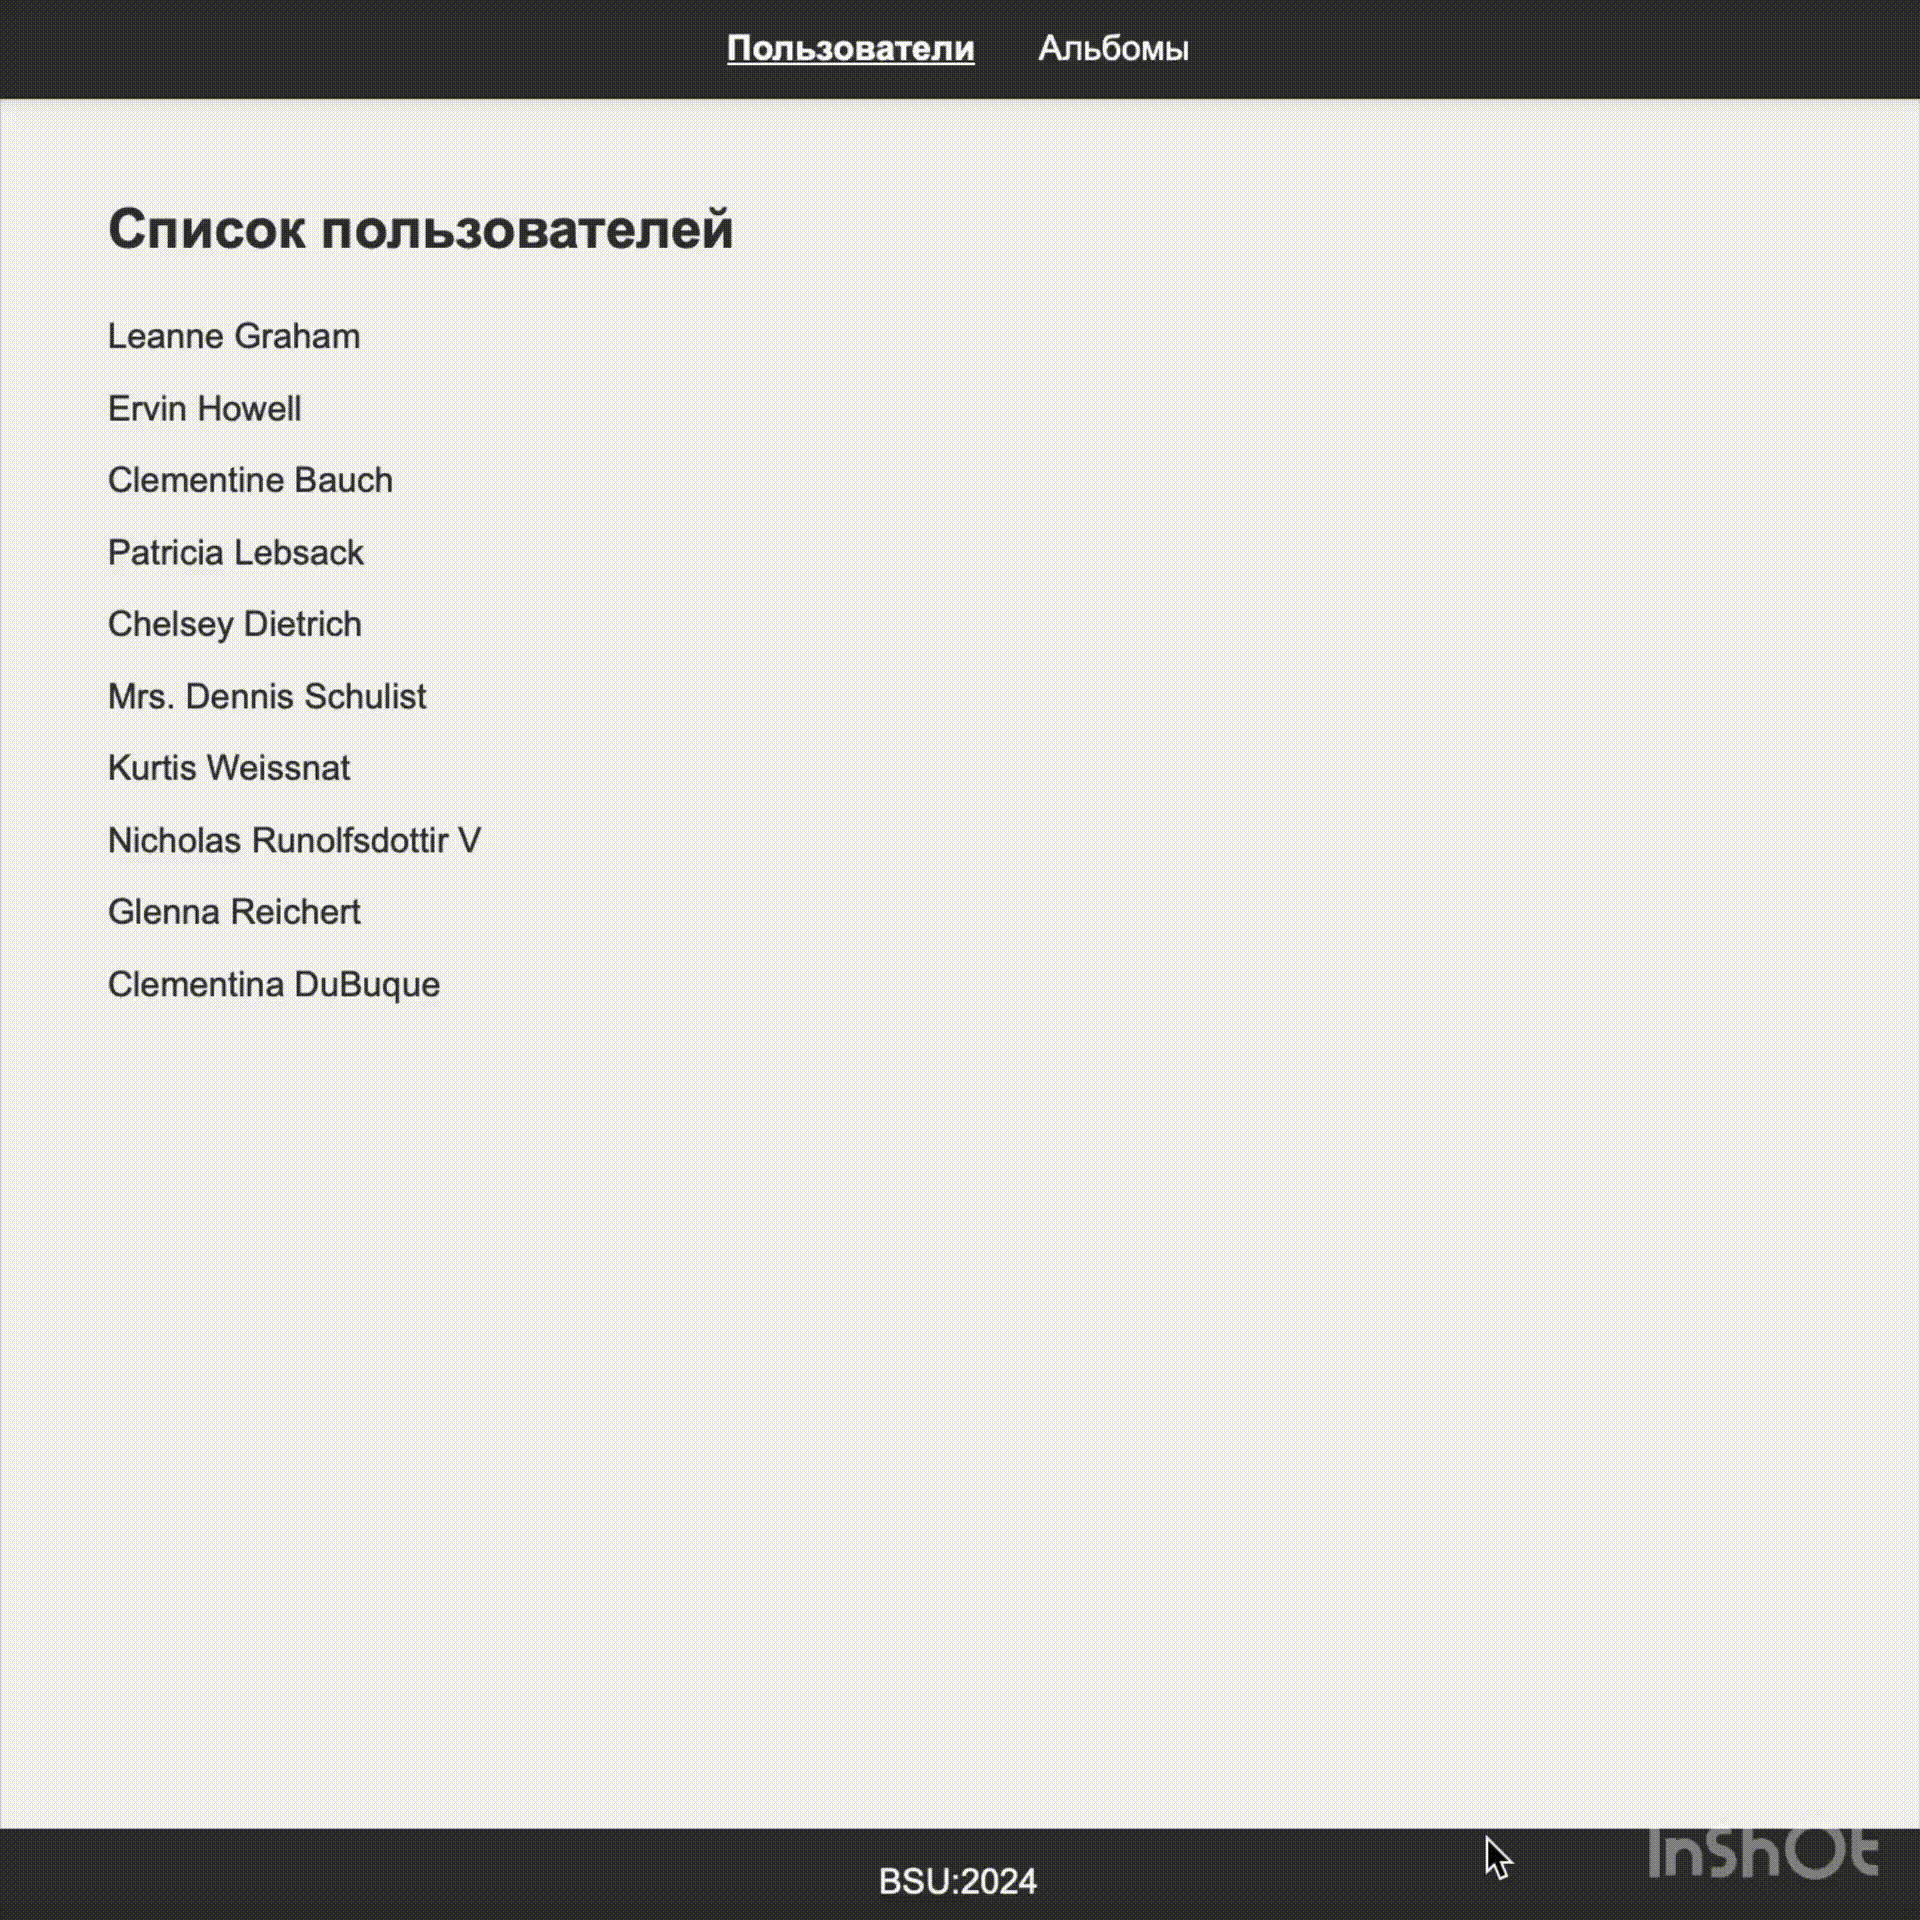 Пользователи Альбомы
Список пользователей
Leanne Graham
Ervin Howell
Clementine Bauch
Patricia Lebsack
Chelsey Dietrich
Mrs. Dennis Schulist
Kurtis Weissnat
Nicholas Runolfsdottir V
Glenna Reichert
Clementina DuBuque
BSU:2024
InShOt